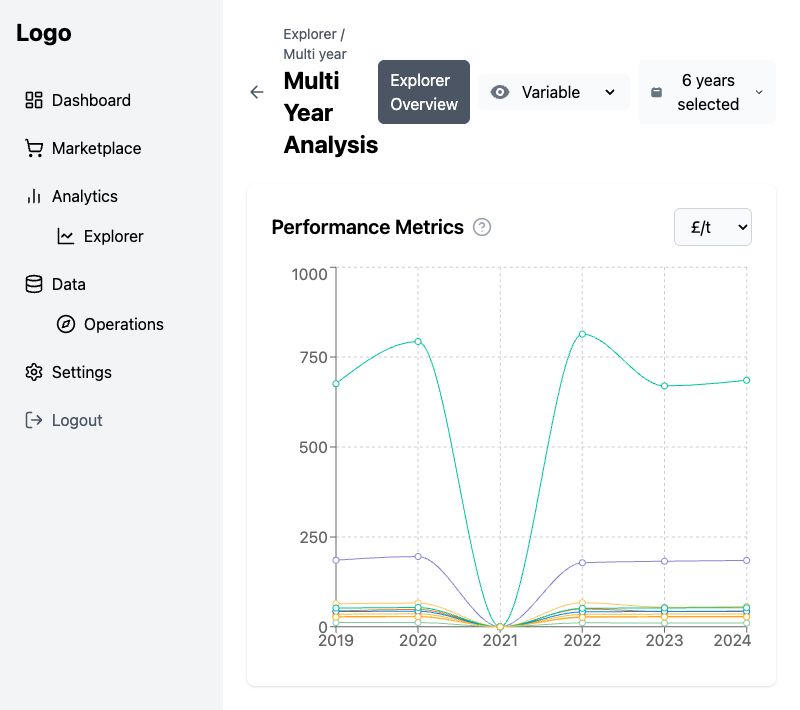 Logo
Dashboard
Marketplace
Analytics
Explorer
Data
Operations
Settings
Logout
Explorer /
Multi year
Multi
Year
Analysis
Explorer
Overview
Variable
6 years
selected
Performance Metrics
?
£/t
1000
750
500
250
0
2019 2020 2021 2022 2023 2024